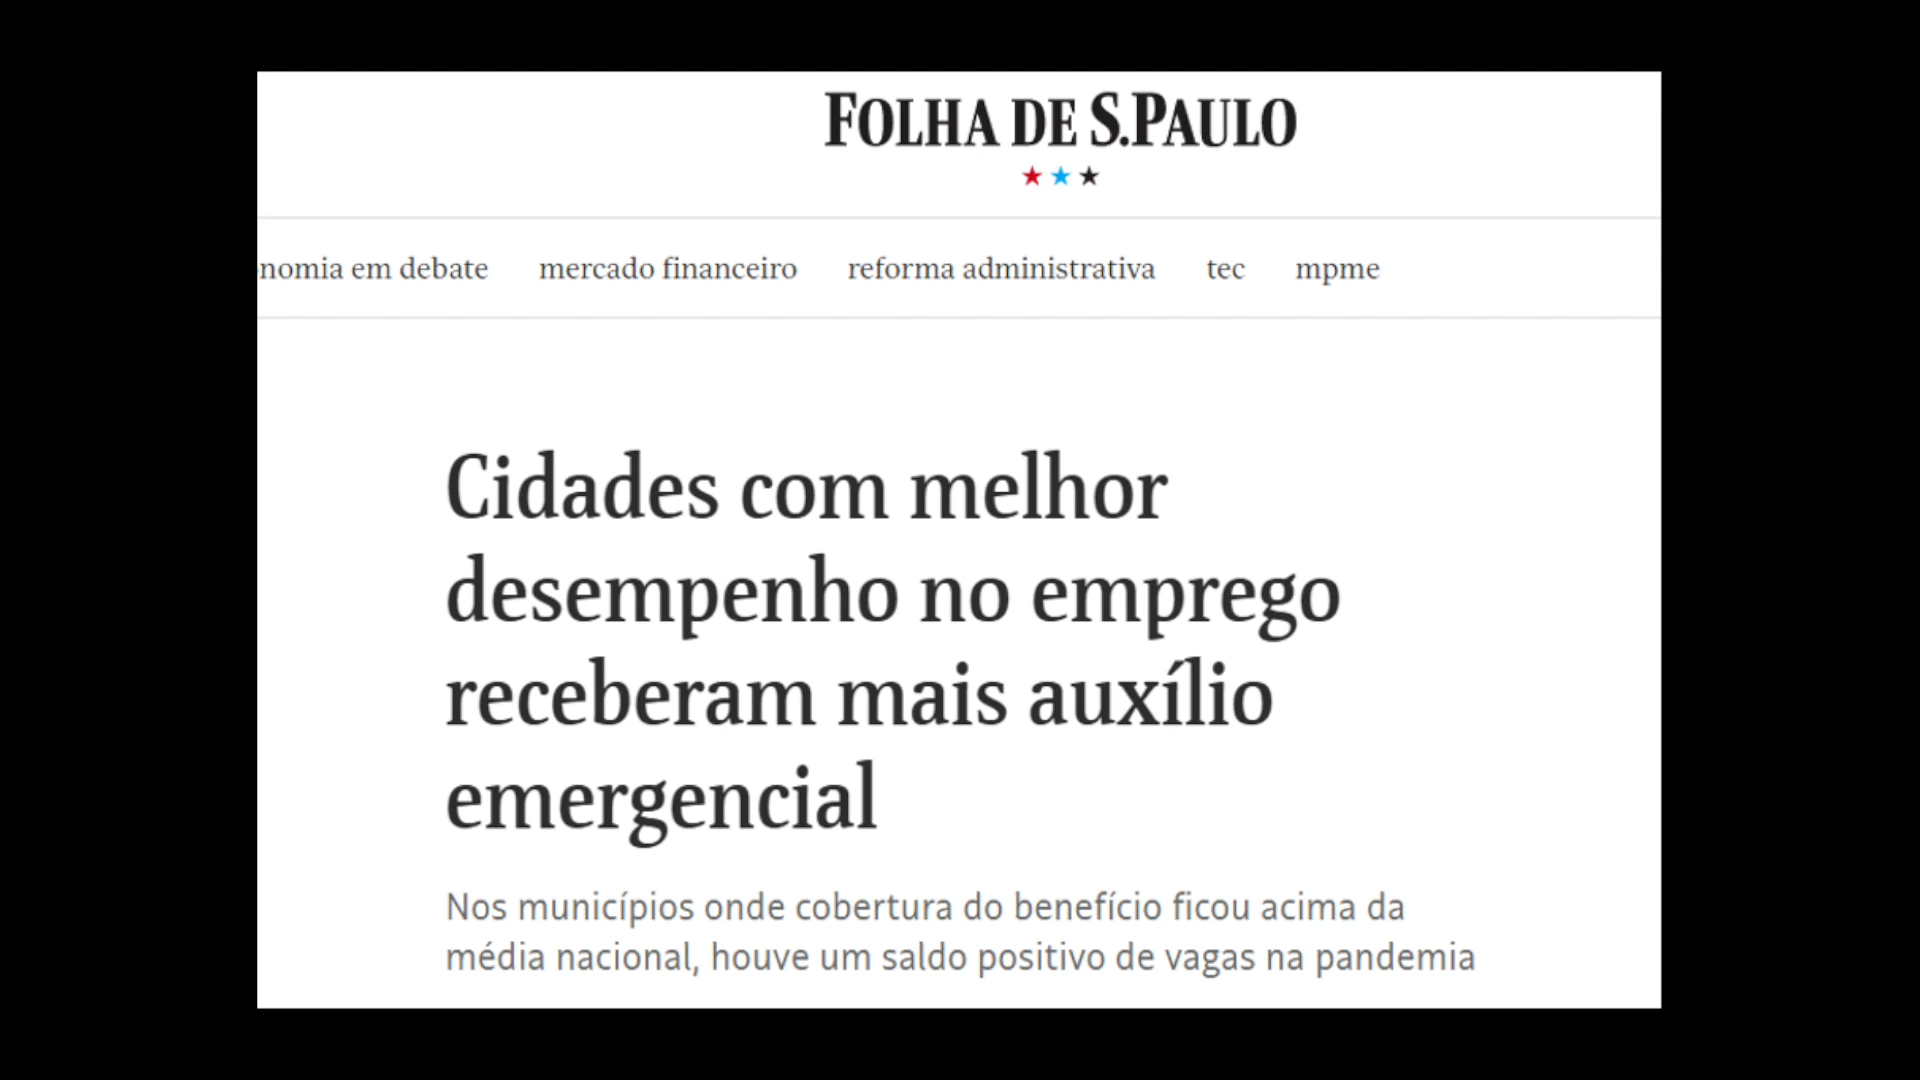 FOLHA DE S.PAULO
nomia em debate mercado financeiro reforma administrativa tec mpme
Cidades com melhor
desempenho no emprego
receberam mais auxílio
emergencial
Nos municípios onde cobertura do benefício ficou acima da
média nacional, houve um saldo positivo de vagas na pandemia